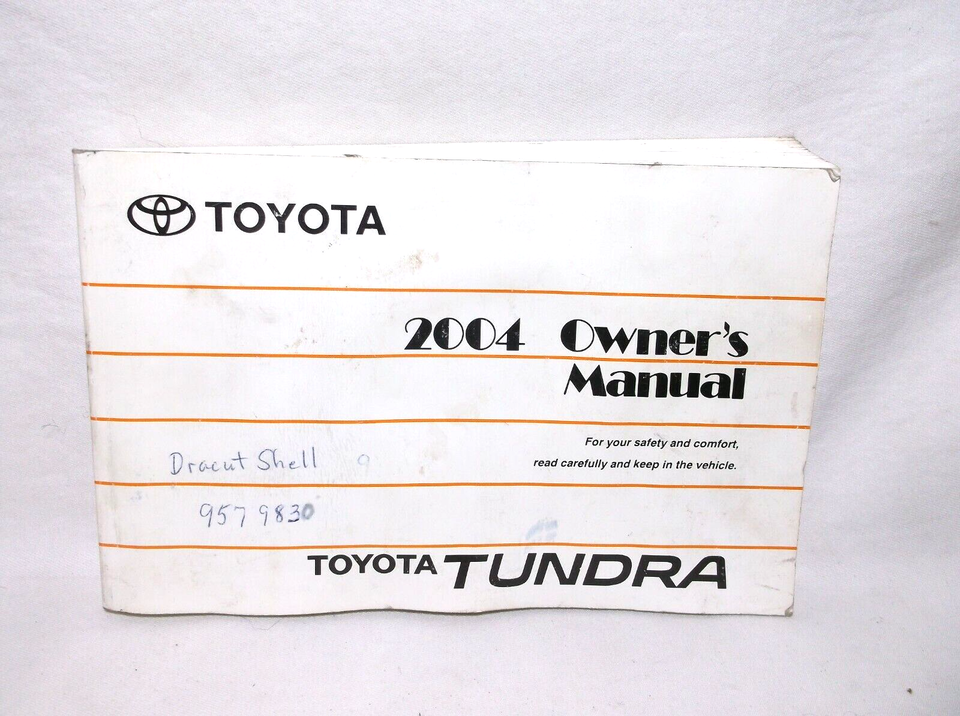 TOYOTA
2004 Owner's
Manual
For your safety and comfort,
read carefully and keep in the vehicle.
Dracut Shell 9
957 9830
TOYOTA TUNDRA